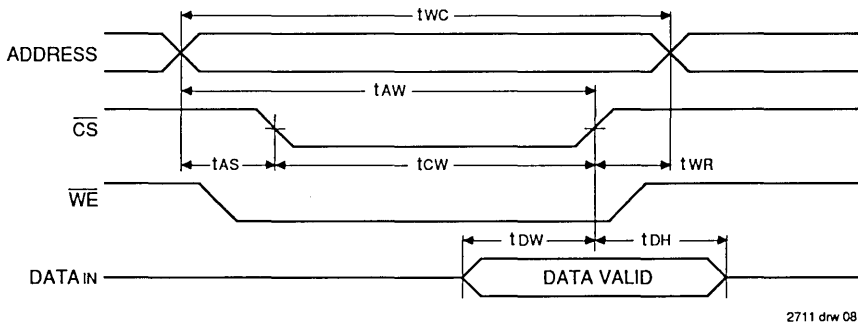 tWC
ADDRESS
tAW
CS
tAS
tCW
tWR
WE
tDW
tDH
DATA IN
DATA VALID
2711 drw 08